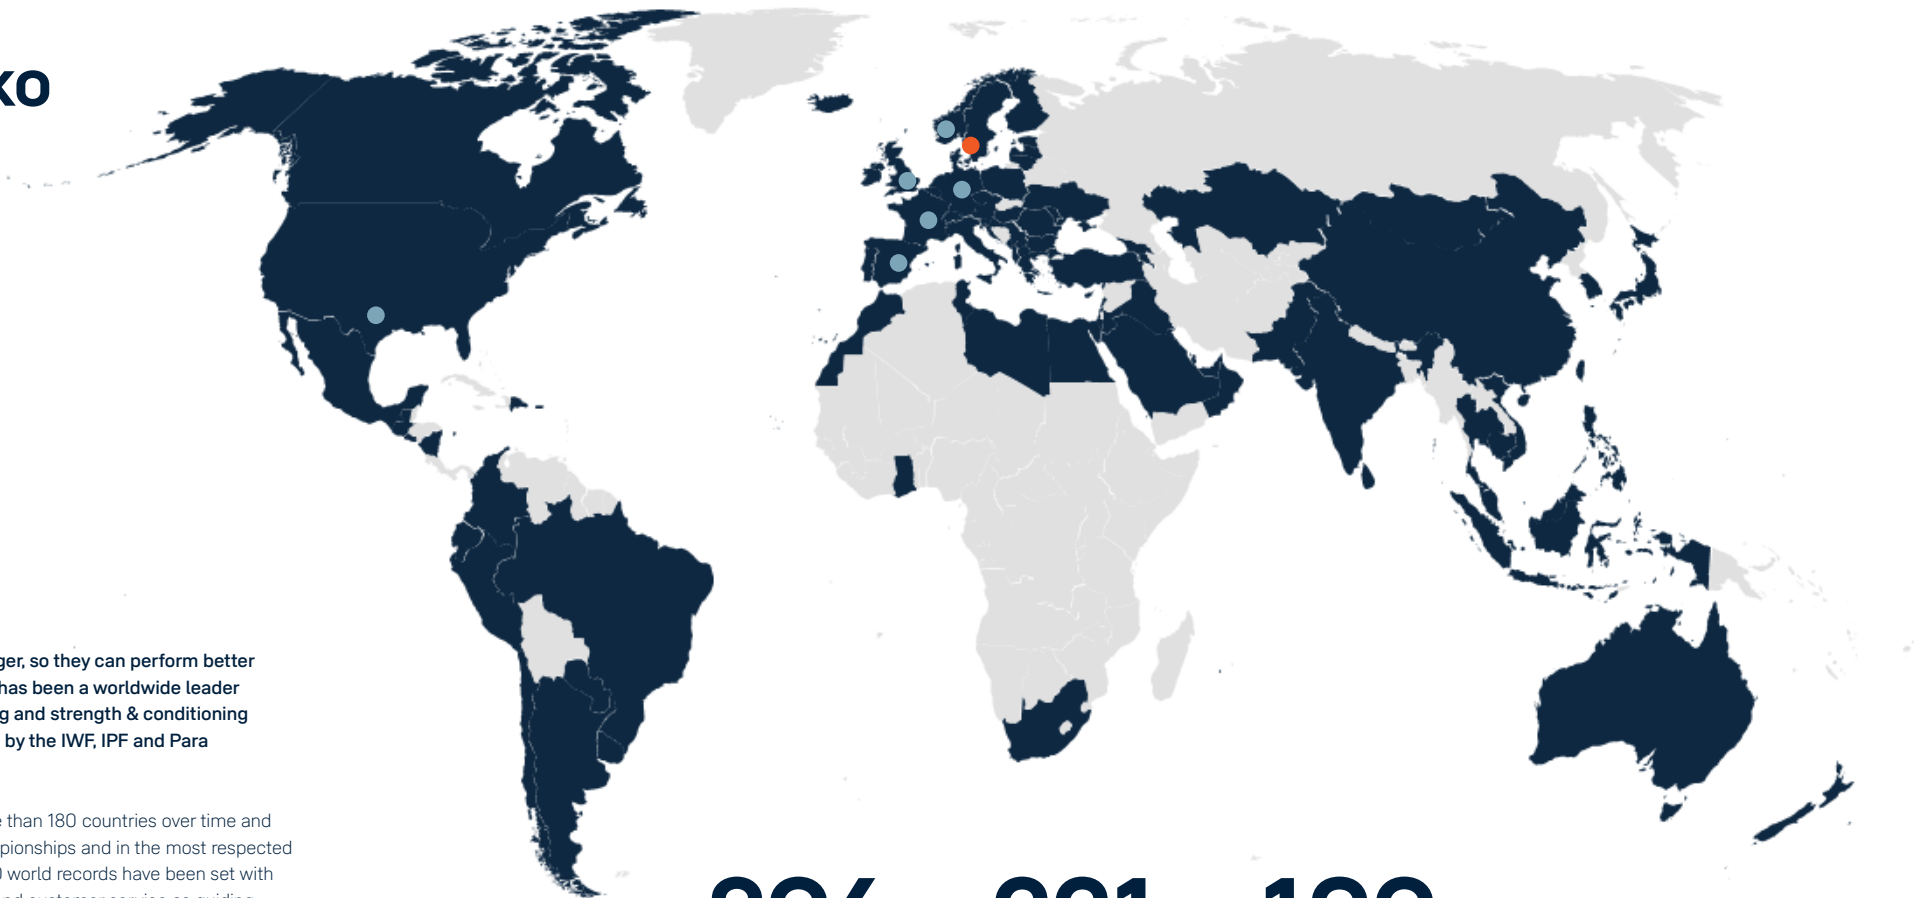 ko
ger, so they can perform better
has been a worldwide leader
g and strength & conditioning
by the IWF, IPF and Para
e than 180 countries over time and
pionships and in the most respected
0 world records have been set with